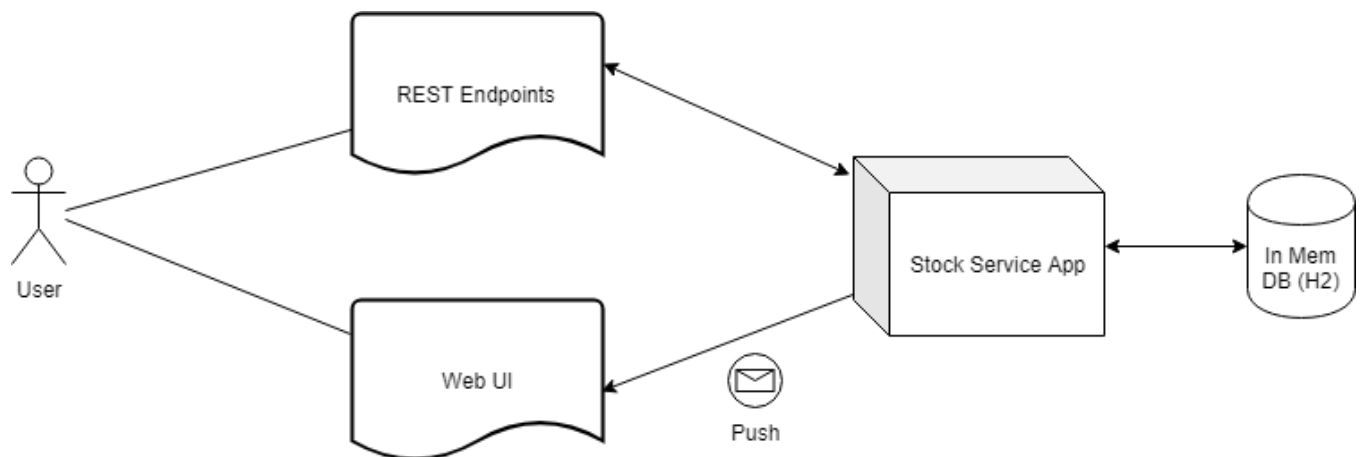 REST Endpoints
User
Stock Service App
In Mem
DB (H2)
Web UI
Push